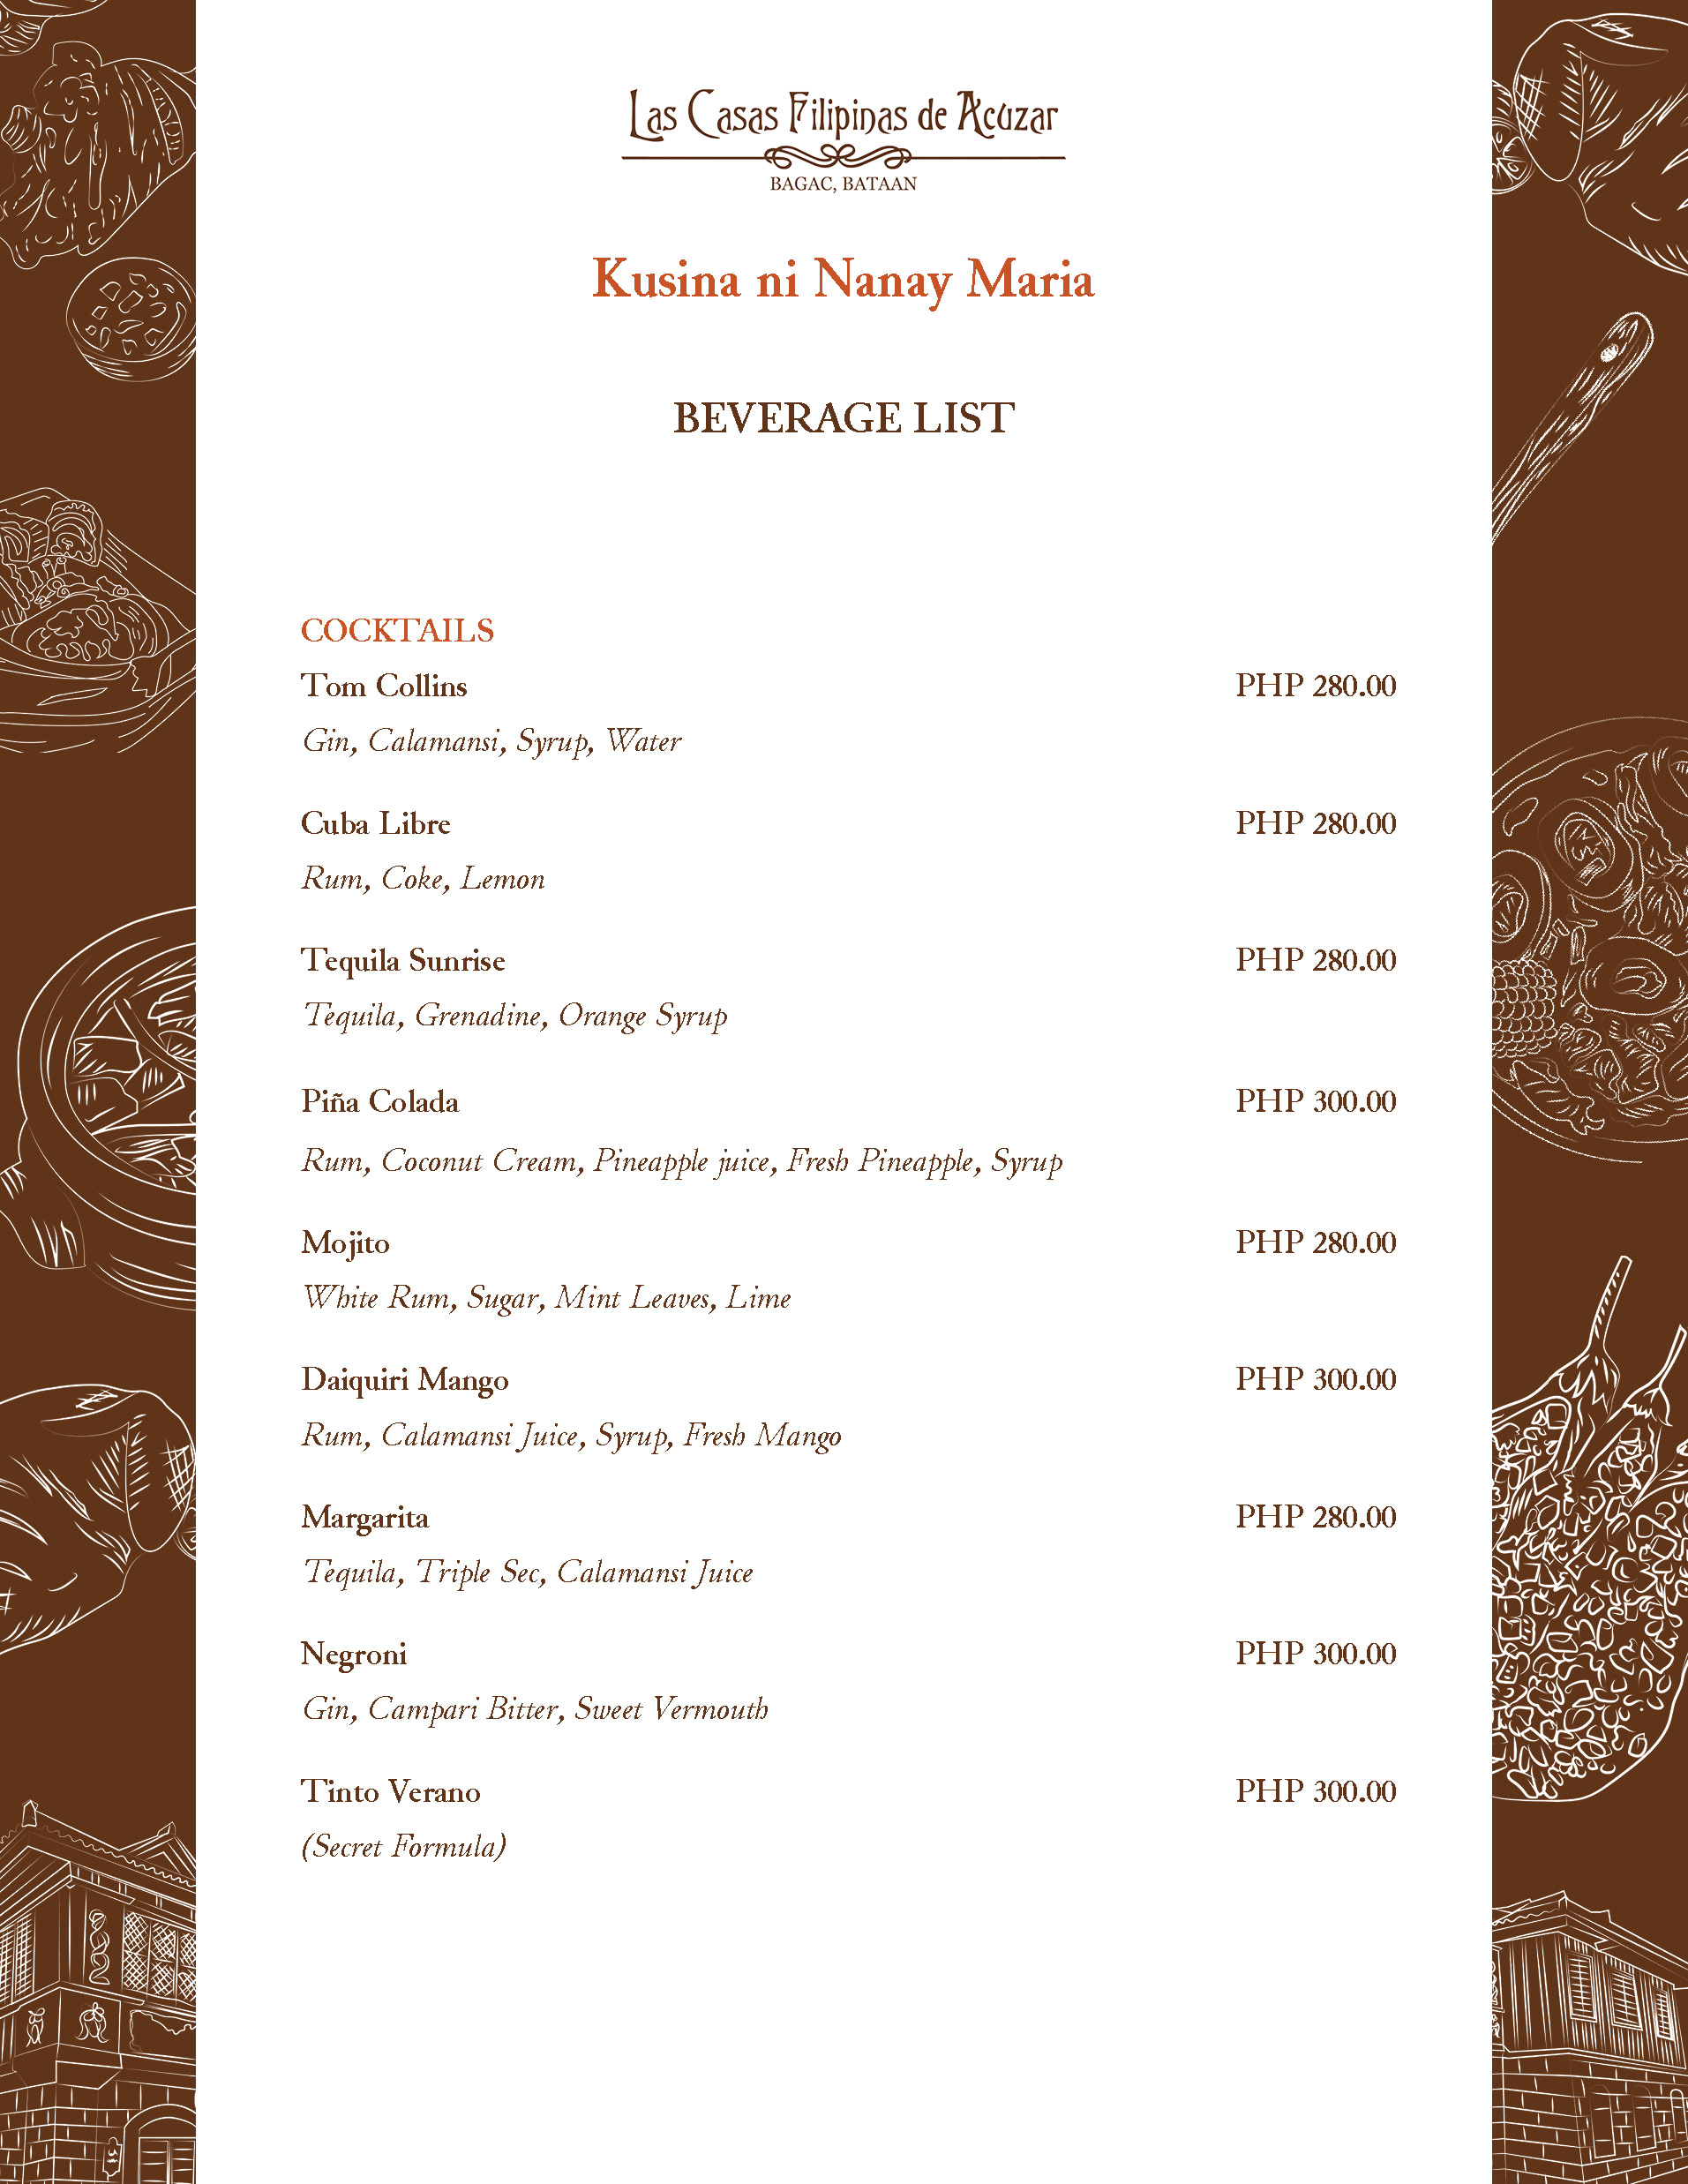 Las Casas Filipinas de Acuzar
BAGAC, BATAAN
Kusina ni Nanay Maria
BEVERAGE LIST
COCKTAILS
Tom Collins PHP 280.00
Gin, Calamansi, Syrup, Water
Cuba Libre PHP 280.00
Rum, Coke, Lemon
Tequila Sunrise PHP 280.00
Tequila, Grenadine, Orange Syrup
Piña Colada PHP 300.00
Rum, Coconut Cream, Pineapple juice, Fresh Pineapple, Syrup
Mojito PHP 280.00
White Rum, Sugar, Mint Leaves, Lime
Daiquiri Mango PHP 300.00
Rum, Calamansi Juice, Syrup, Fresh Mango
Margarita PHP 280.00
Tequila, Triple Sec, Calamansi Juice
Negroni PHP 300.00
Gin, Campari Bitter, Sweet Vermouth
Tinto Verano PHP 300.00
(Secret Formula)